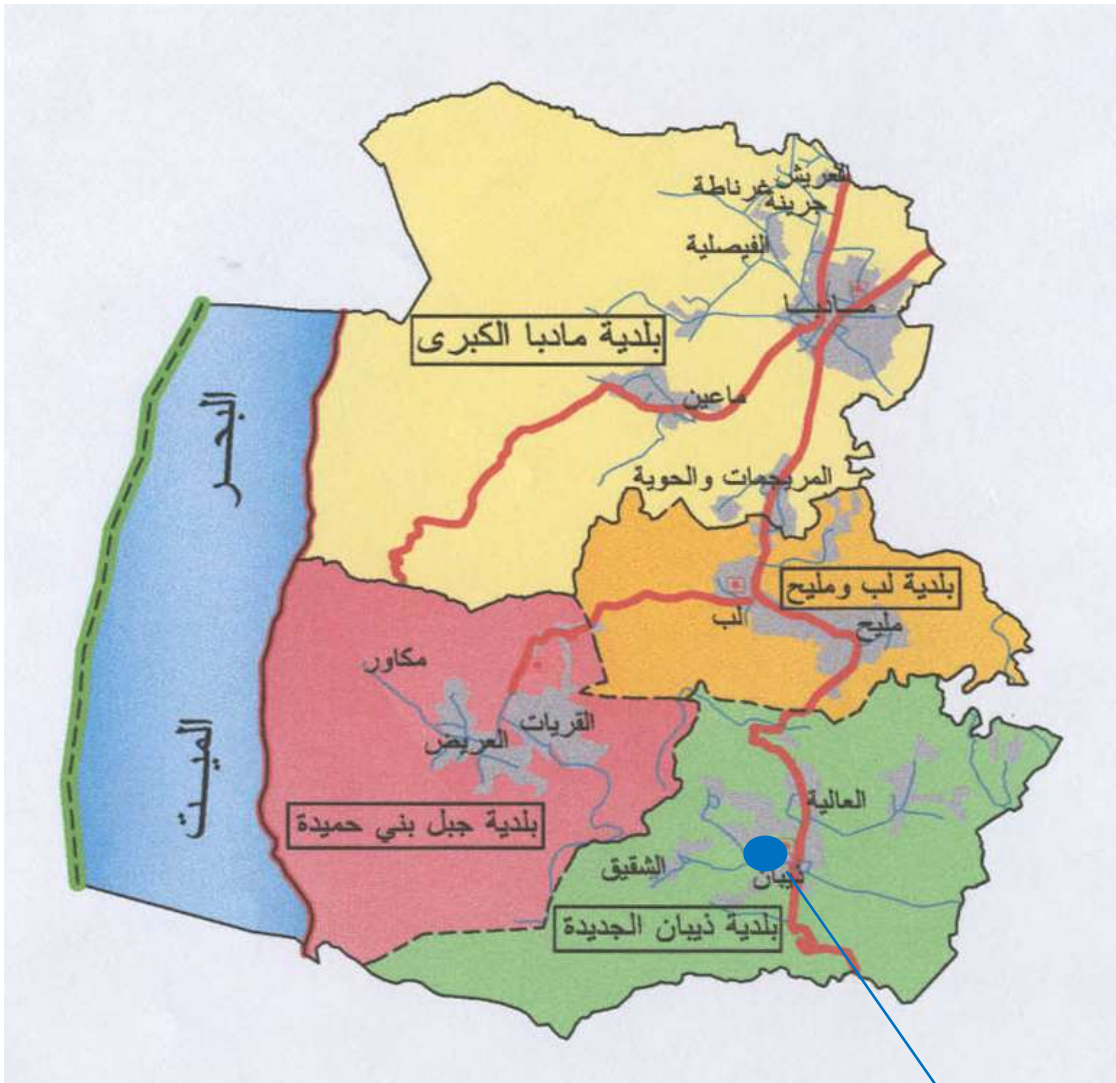 العريش
غرناطة
جرينة
الفيصلية
مادبا
بلدية مادبا الكبرى
ماعين
البحر
المريجمات والحوية
بلدية لب ومليح
لب
مليح
مكاور
القريات
العريض
الميت
العالية
بلدية جبل بني حميدة
الشقيق
ذيبان
بلدية ذيبان الجديدة